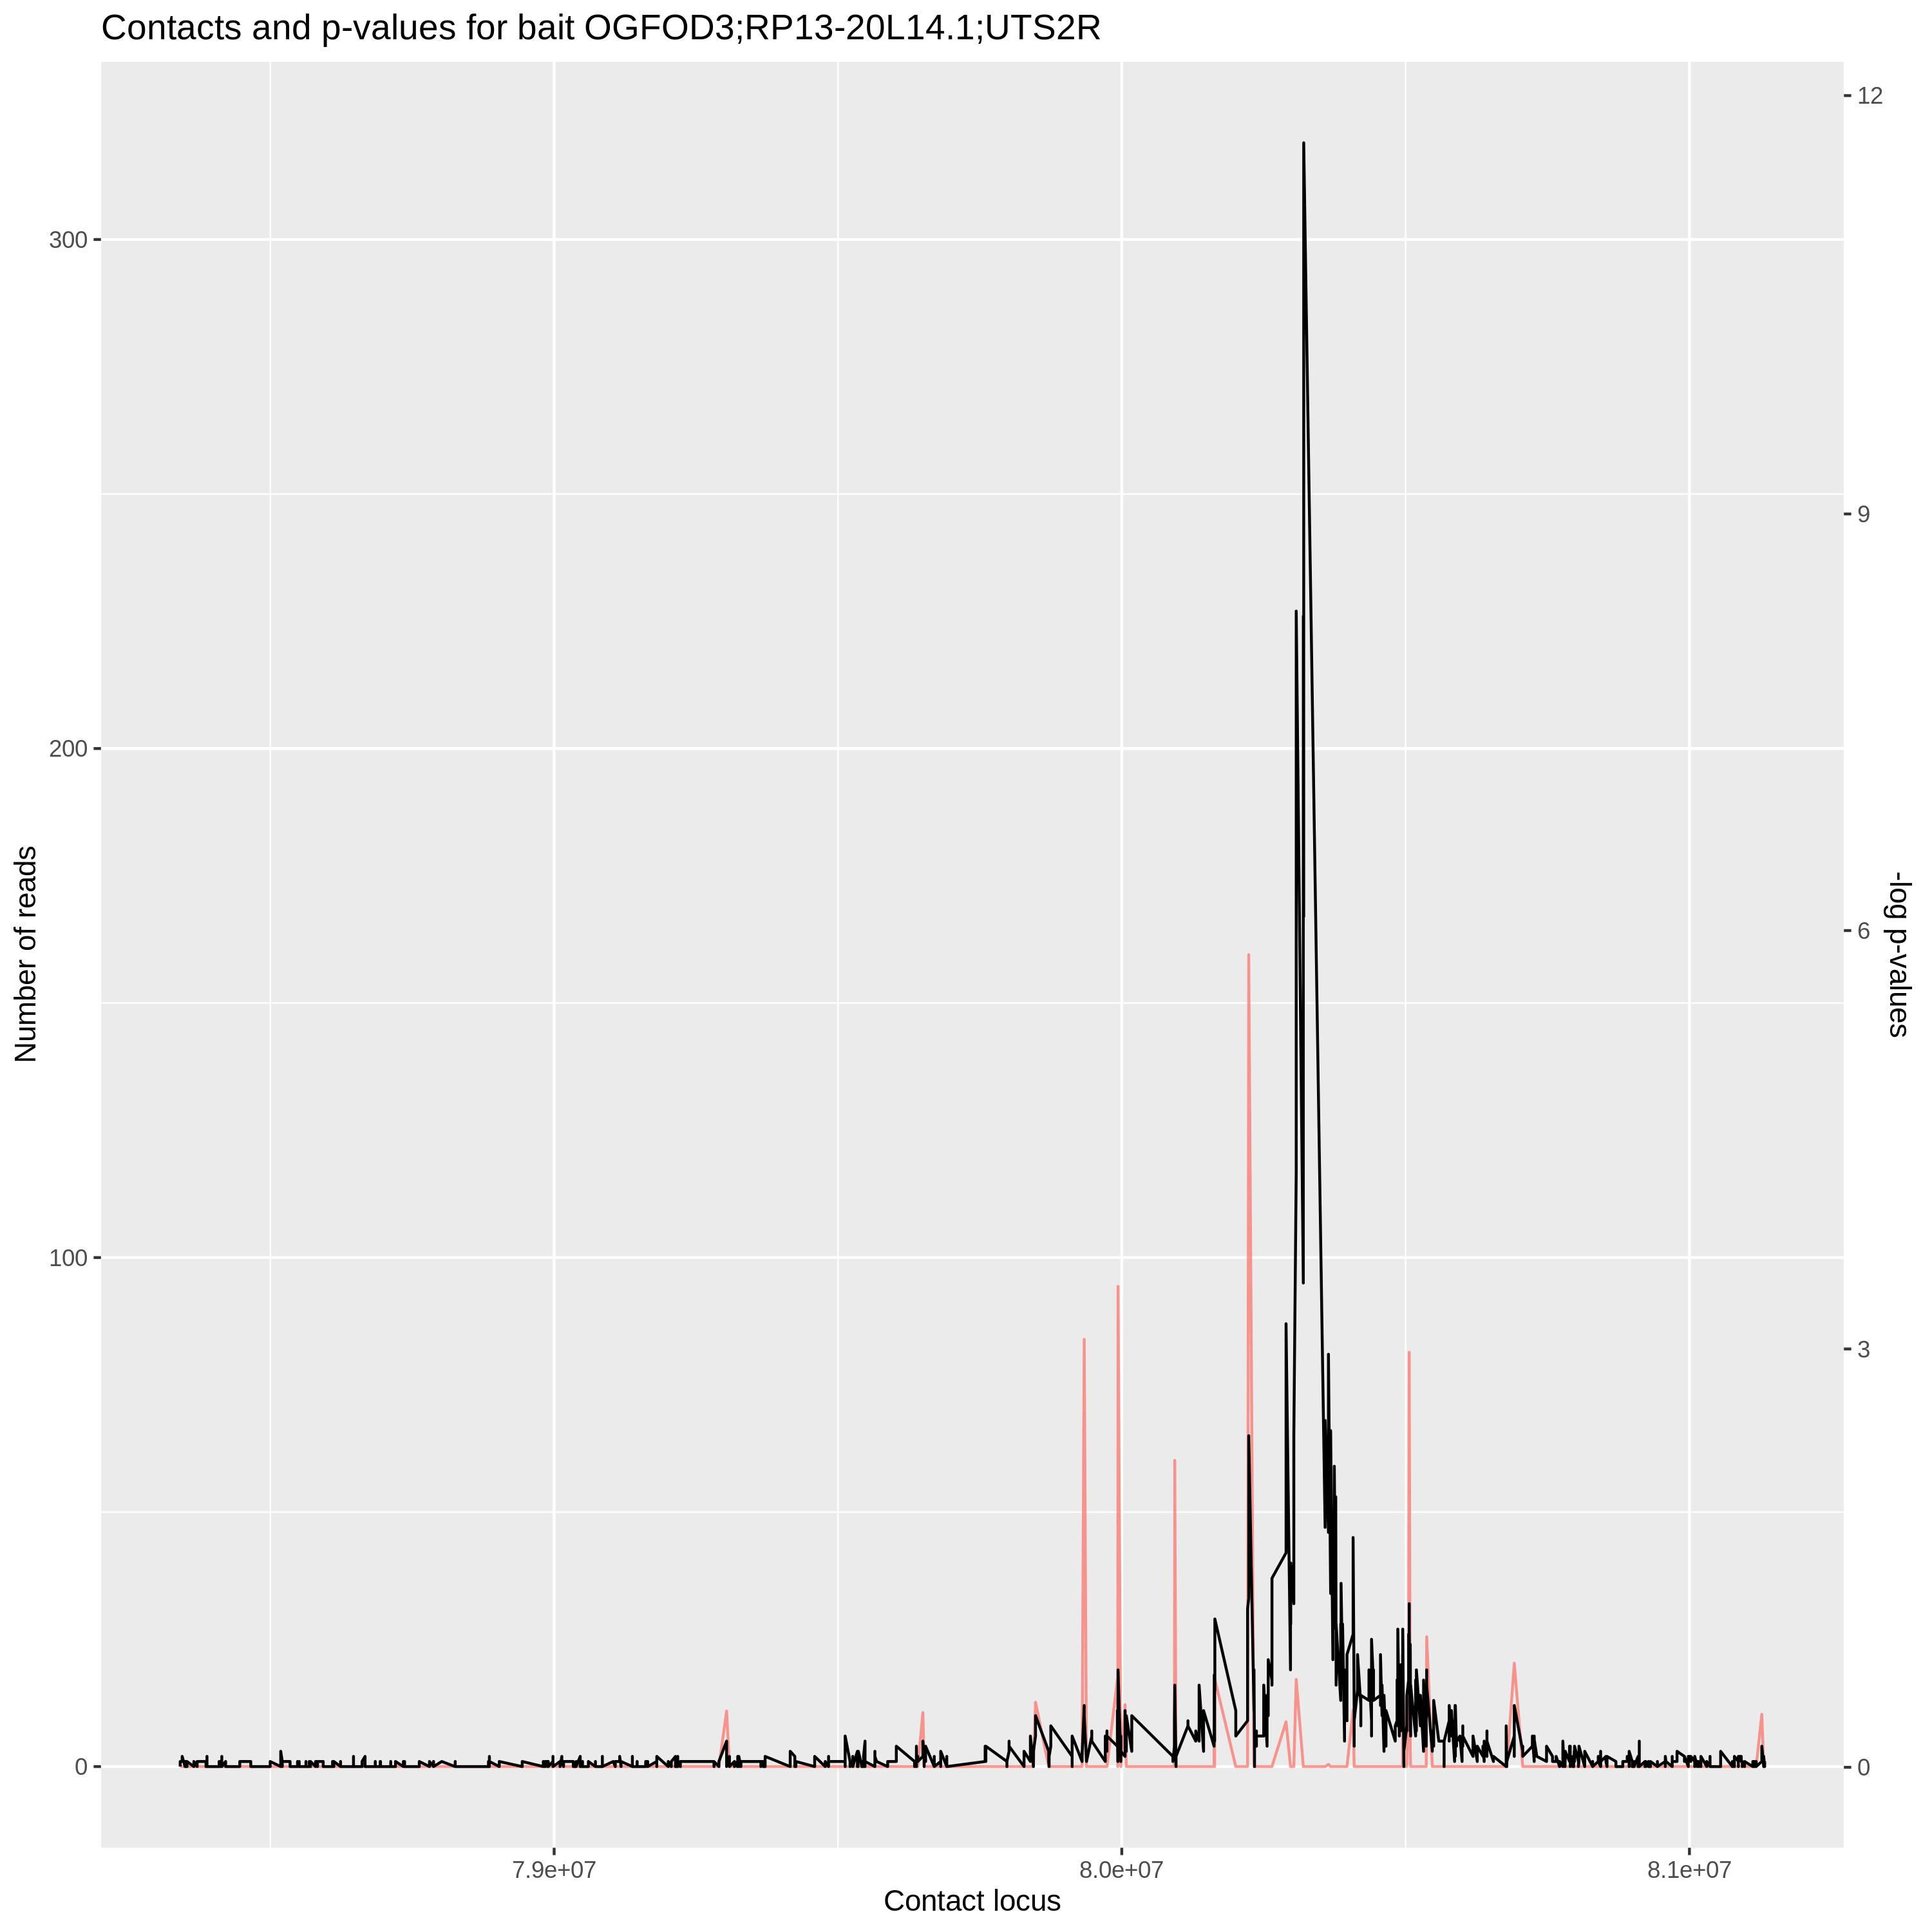 Contacts and p-values for bait OGFOD3;RP13-20L14.1;UTS2R
300
200
100
0
Number of reads
12
9
6
3
0
-log p-values
7.9e+07 8.0e+07 8.1e+07
Contact locus